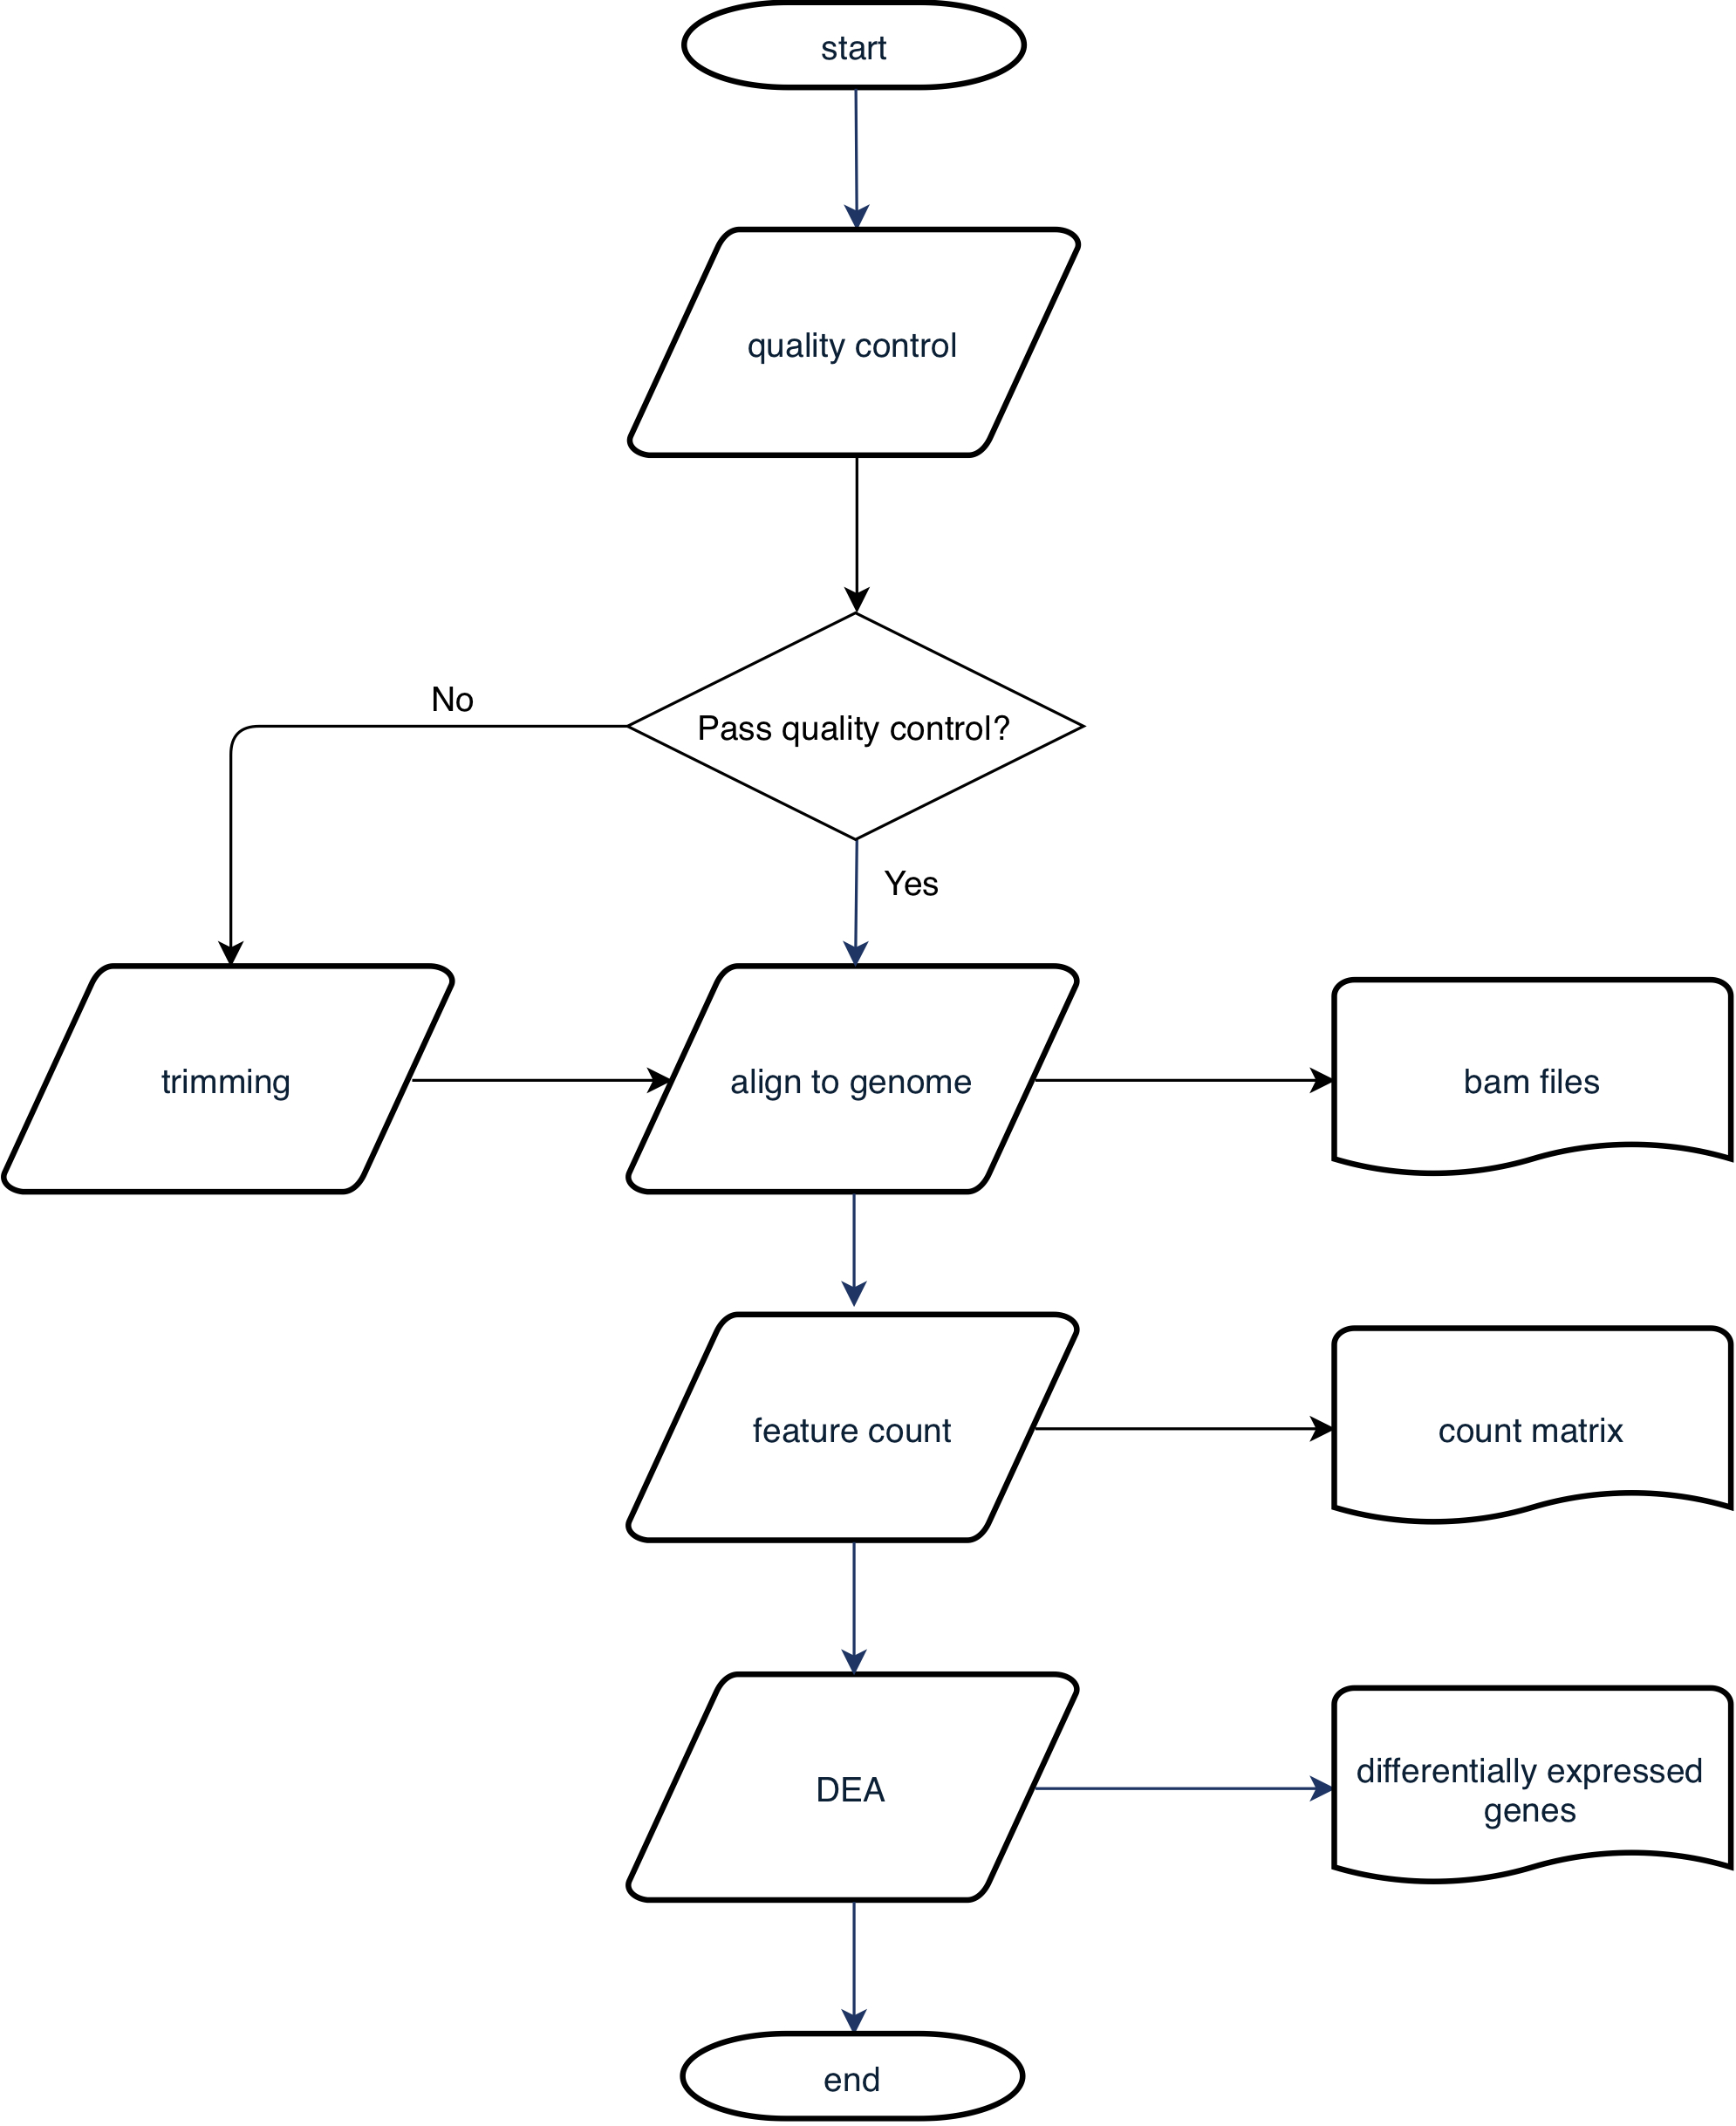 start
quality control
Pass quality control?
No
Yes
trimming
align to genome
bam files
feature count
count matrix
DEA
differentially expressed
genes
end